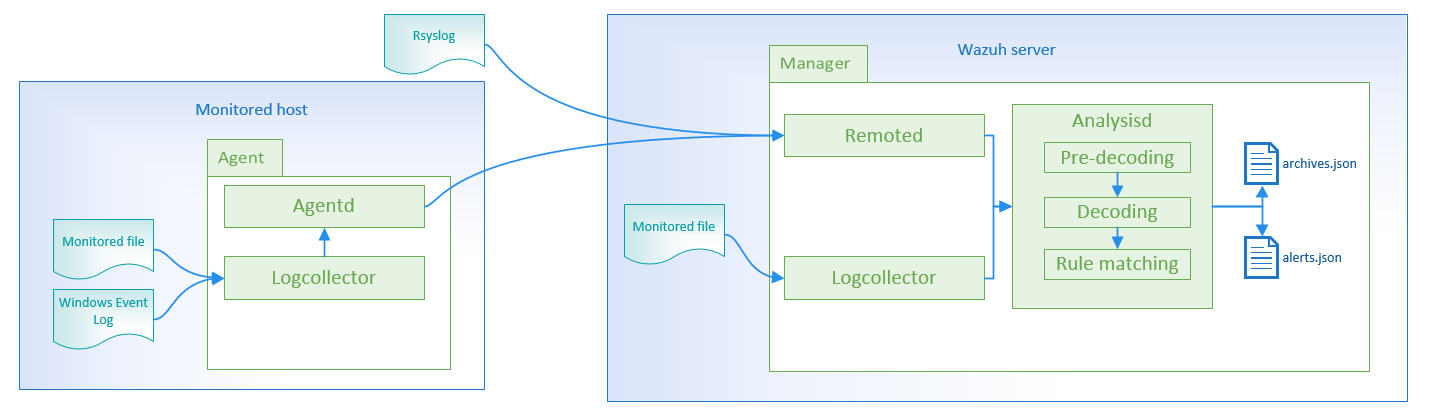 Rsyslog
Monitored host
Agent
Agentd
Logcollector
Monitored file
Windows Event
Log
Wazuh server
Manager
Remoted
Monitored file
Logcollector
Analysisd
Pre-decoding
Decoding
Rule matching
archives.json
alerts.json